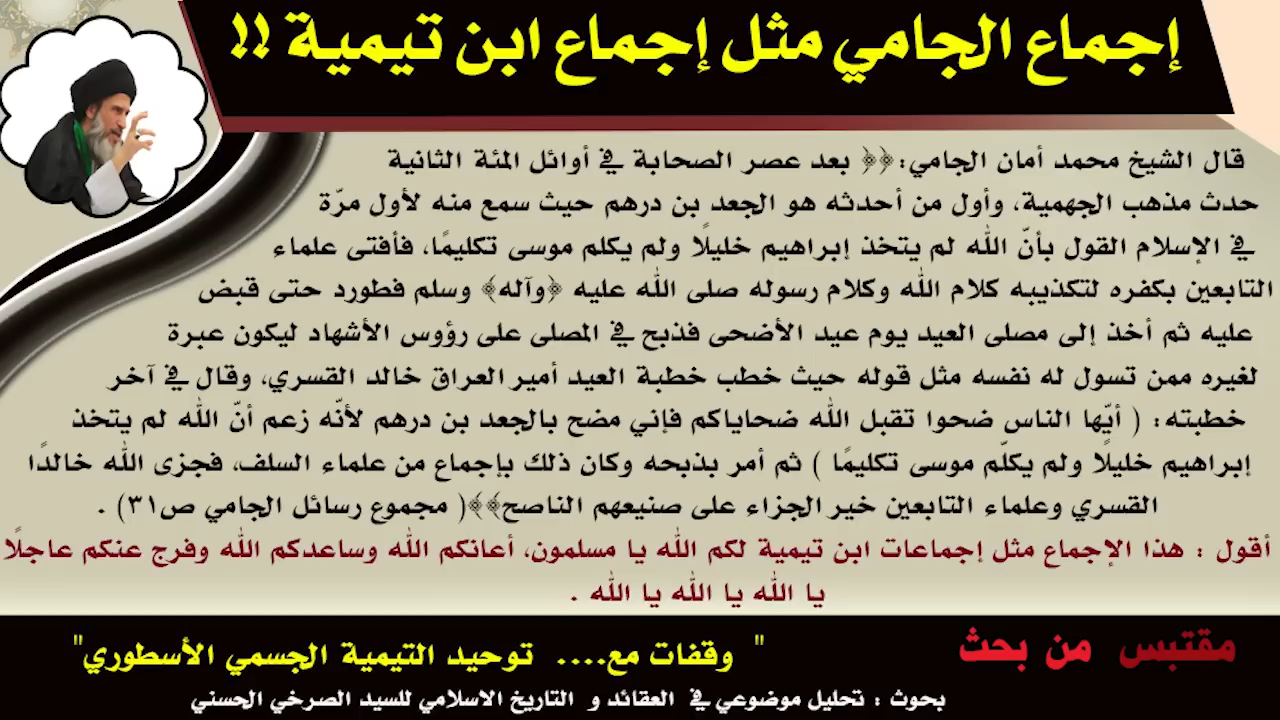 إجماع الجامي مثل إجماع ابن تيمية !!
قال الشيخ محمد أمان الجامي:﴿﴿ بعد عصر الصحابة في أوائل المئة الثانية
حدث مذهب الجهمية، وأول من أحدثه هو الجعد بن درهم حيث سمع منه لأول مرّة
في الإسلام القول بأنّ الله لم يتخذ إبراهيم خليلًا ولم يكلم موسى تكليمًا، فأفتى علماء
التابعين بكفره لتكذيبه كلام الله وكلام رسوله صلى الله عليه ﴿وآله﴾ وسلم فطورد حتى قبض
عليه ثم أخذ إلى مصلى العيد يوم عيد الأضحى فذبح في المصلى على رؤوس الأشهاد ليكون عبرة
لغيره ممن تسول له نفسه مثل قوله حيث خطب خطبة العيد أمير العراق خالد القسري، وقال في آخر
خطبته: ( أيّها الناس ضحوا تقبل الله ضحاياكم فإني مضح بالجعد بن درهم لأنّه زعم أنّ الله لم يتخذ
إبراهيم خليلًا ولم يكلّم موسى تكليمًا ) ثم أمر بذبحه وكان ذلك بإجماع من علماء السلف، فجزى الله خالدًا
القسري وعلماء التابعين خير الجزاء على صنيعهم الناصح﴾﴾( مجموع رسائل الجامي ص٣١) .
أقول : هذا الإجماع مثل إجماعات ابن تيمية لكم الله يا مسلمون، أعانكم الله وساعدكم الله وفرج عنكم عاجلًا
يا الله يا الله يا الله .
مقتبس من بحث
" وقفات مع.... توحيد التيمية الجسمي الأسطوري"
بحوث : تحليل موضوعي في العقائد و التاريخ الاسلامي للسيد الصرخي الحسني